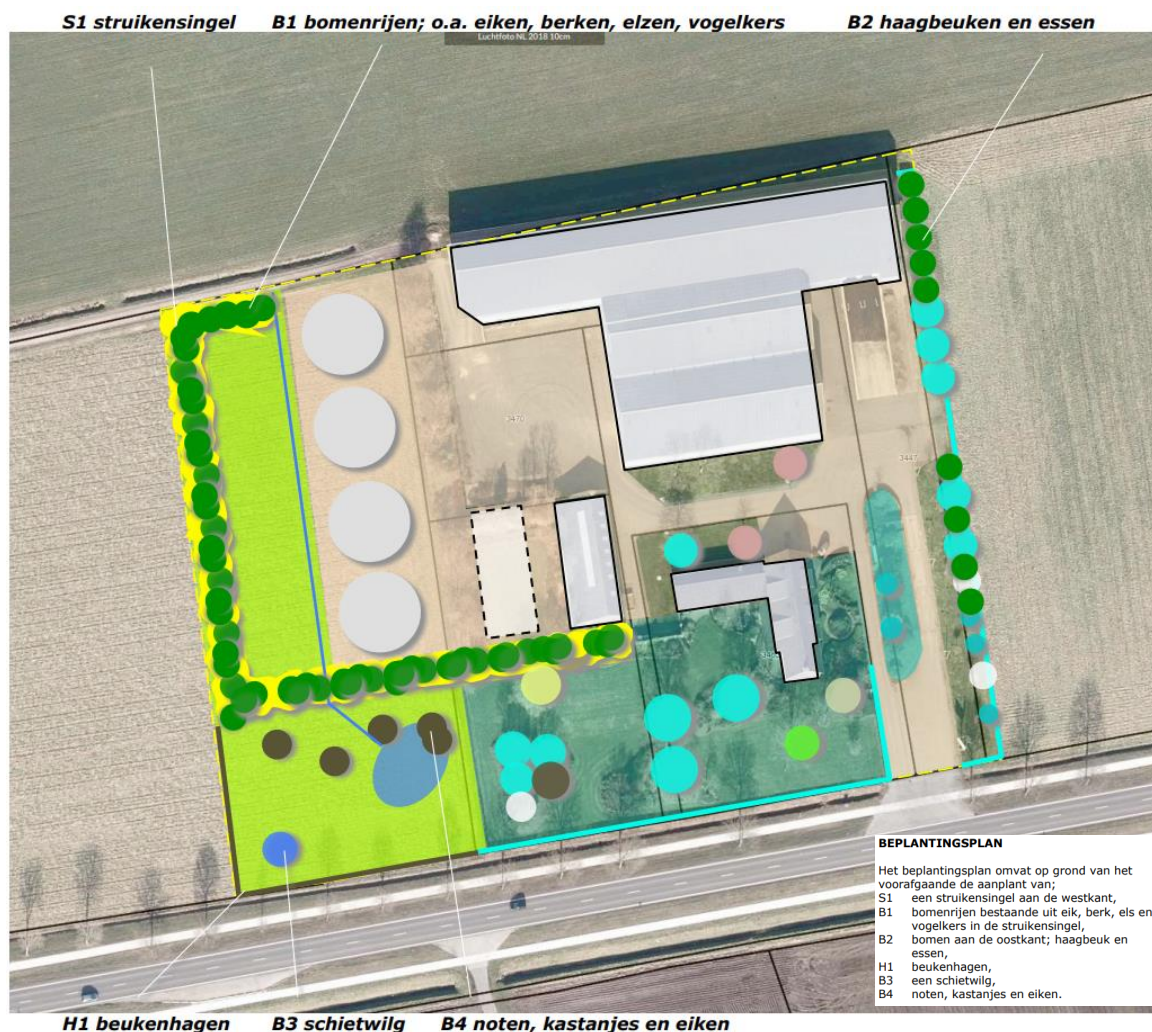 S1 struikensingel B1 bomenrijen; o.a. eiken, berken, elzen, vogelkers B2 haagbeuken en essen
Luchtfoto NL 2018 10cm
3470
3447
BEPLANTINGSPLAN
Het beplantingsplan omvat op grond van het
voorafgaande de aanplant van;
S1 een struikensingel aan de westkant,
B1 bomenrijen bestaande uit eik, berk, els en
vogelkers in de struikensingel,
B2 bomen aan de oostkant; haagbeuk en
essen,
H1 beukenhagen,
B3 een schietwilg,
B4 noten, kastanjes en eiken.
H1 beukenhagen B3 schietwilg B4 noten, kastanjes en eiken